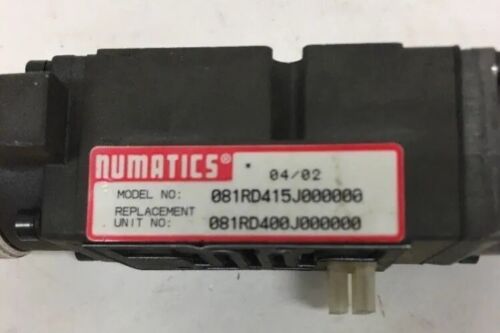 numatics®
04/02
MODEL NO: 081RD415J000000
REPLACEMENT
UNIT NO: 081RD400J000000